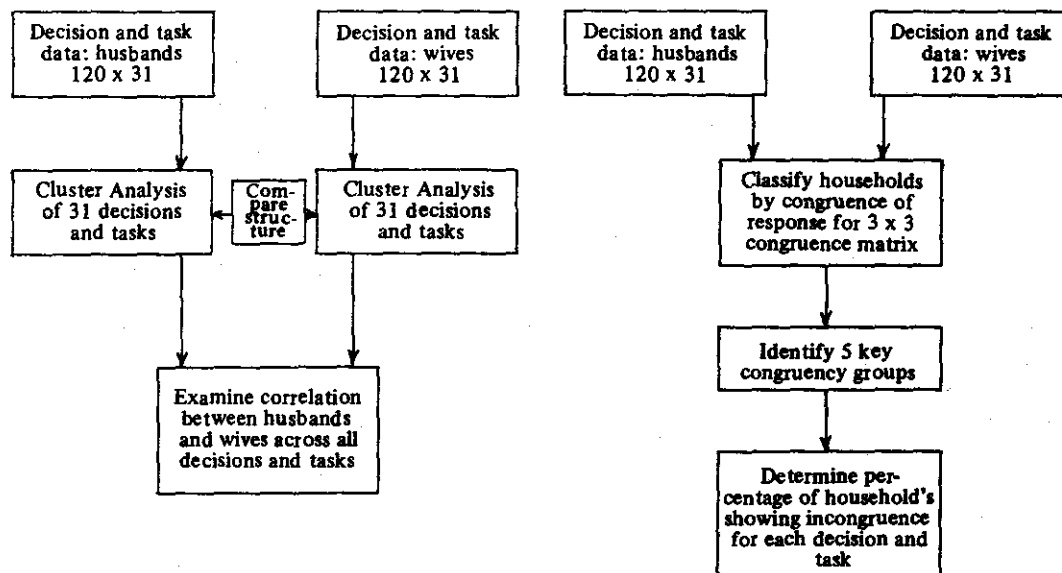 Decision and task
data: husbands
120 x 31
Decision and task
data: wives
120 x 31
Cluster Analysis
of 31 decisions
and tasks
Com-
pare
struc-
ture
Cluster Analysis
of 31 decisions
and tasks
Examine correlation
between husbands
and wives across all
decisions and tasks
Decision and task
data: husbands
120 x 31
Decision and task
data: wives
120 x 31
Classify households
by congruence of
response for 3 x 3
congruence matrix
Identify 5 key
congruency groups
Determine per-
centage of household's
showing incongruence
for each decision and
task